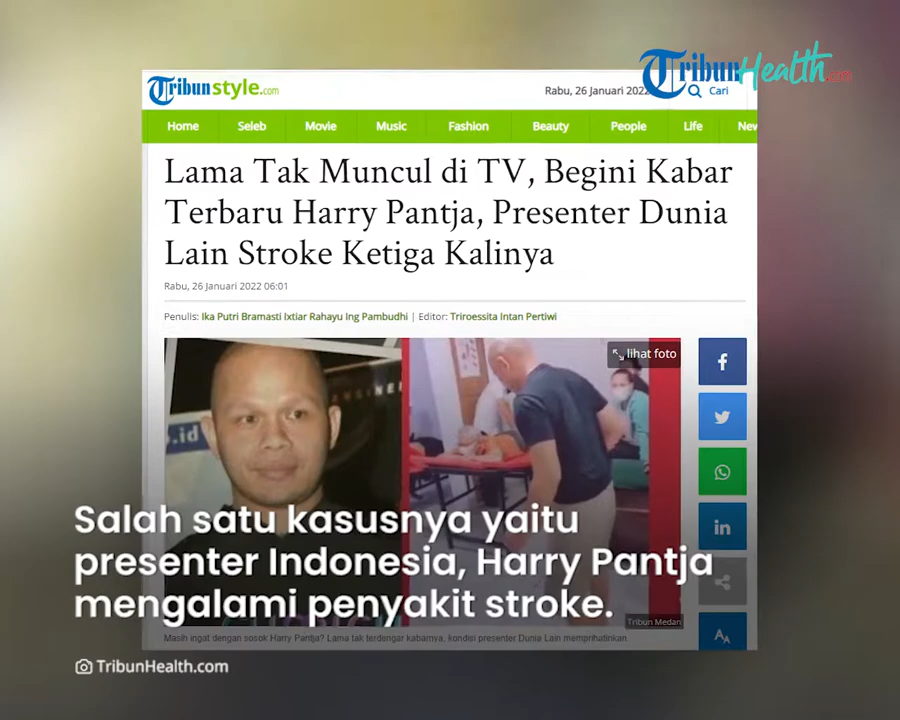 Tribunstyle.com
Rabu, 26 Januari 2022
TribunHealth.com
Cari
Home Seleb Movie Music Fashion Beauty People Life New
Lama Tak Muncul di TV, Begini Kabar
Terbaru Harry Pantja, Presenter Dunia
Lain Stroke Ketiga Kalinya
Rabu, 26 Januari 2022 06:01
Penulis: Ika Putri Bramasti Ixtiar Rahayu Ing Pambudhi | Editor: Triroessita Intan Pertiwi
lihat foto
.id
Salah satu kasusnya yaitu
presenter Indonesia, Harry Pantja
mengalami penyakit stroke.
Tribun Medan
Masih ingat dengan sosok Harry Pantja? Lama tak terdengar kabarnya, kondisi presenter Dunia Lain memprihatinkan.
TribunHealth.com